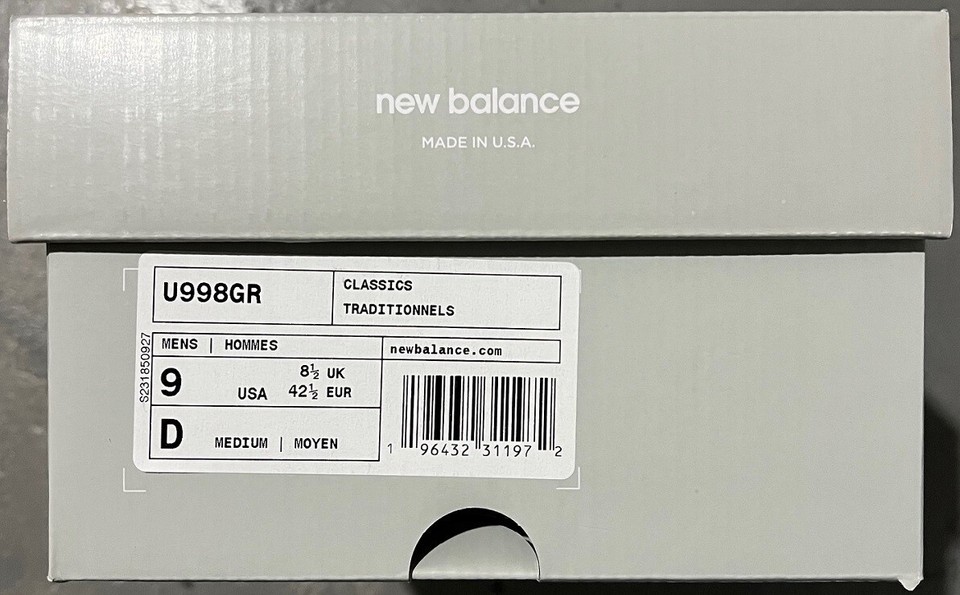 new balance
MADE IN U.S.A.
U998GR
CLASSICS
TRADITIONNELS
MENS | HOMMES
newbalance.com
9 USA
8½ UK
42½ EUR
D MEDIUM | MOYEN
S231850927
1 96432 31197 2